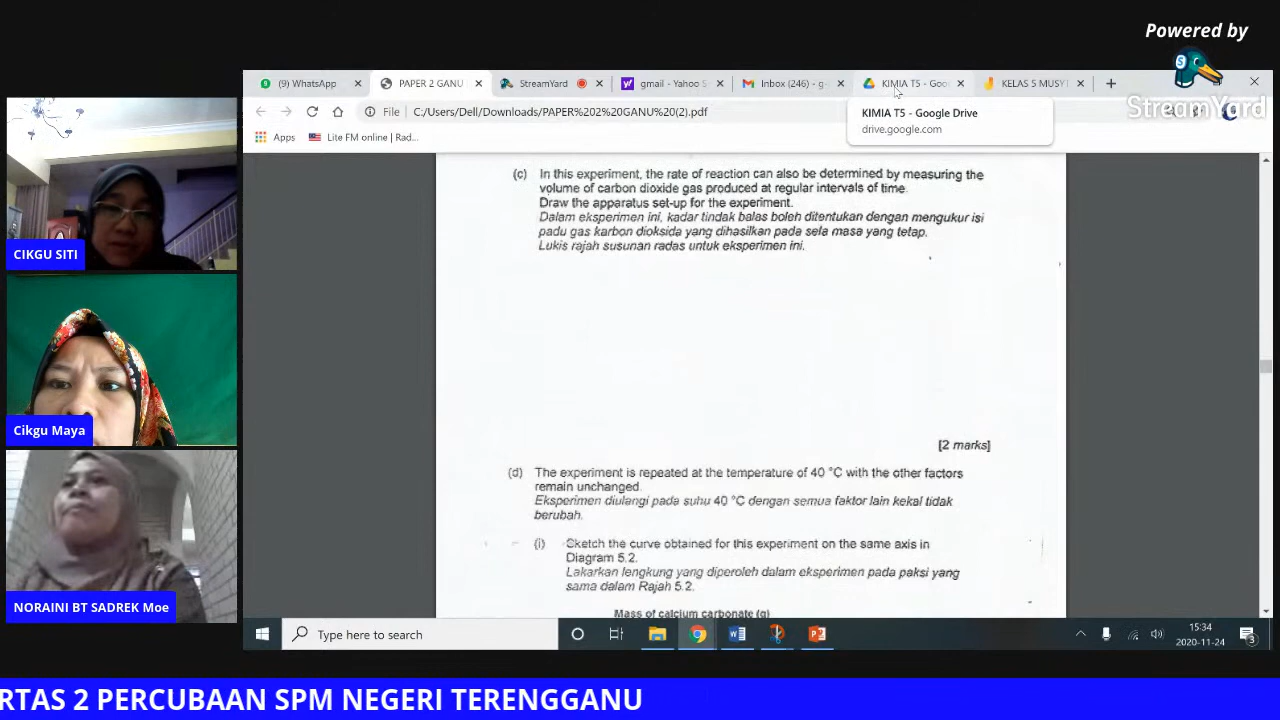 Powered by
StreamYard
(9) WhatsApp
PAPER 2 GANU
StreamYard
gmail - Yahoo S
Inbox (246) - g
KIMIA T5 - Goo
KELAS 5 MUSYT
File
C:/Users/Dell/Downloads/PAPER%202%20GANU%20(2).pdf
KIMIA T5 - Google Drive
drive.google.com
Apps
Lite FM online | Rad...
(c) In this experiment, the rate of reaction can also be determined by measuring the
volume of carbon dioxide gas produced at regular intervals of time.
Draw the apparatus set-up for the experiment.
Dalam eksperimen ini, kadar tindak balas boleh ditentukan dengan mengukur isi
padu gas karbon dioksida yang dihasilkan pada sela masa yang tetap.
Lukis rajah susunan radas untuk eksperimen ini.
[2 marks]
(d) The experiment is repeated at the temperature of 40 °C with the other factors
remain unchanged.
Eksperimen diulangi pada suhu 40 °C dengan semua faktor lain kekal tidak
berubah.
(i) Sketch the curve obtained for this experiment on the same axis in
Diagram 5.2.
Lakarkan lengkung yang diperoleh dalam eksperimen pada paksi yang
sama dalam Rajah 5.2.
Mass of calcium carbonate (g)
CIKGU SITI
Cikgu Maya
NORAINI BT SADREK Moe
Type here to search
15:34
2020-11-24
3
RTAS 2 PERCUBAAN SPM NEGERI TERENGGANU